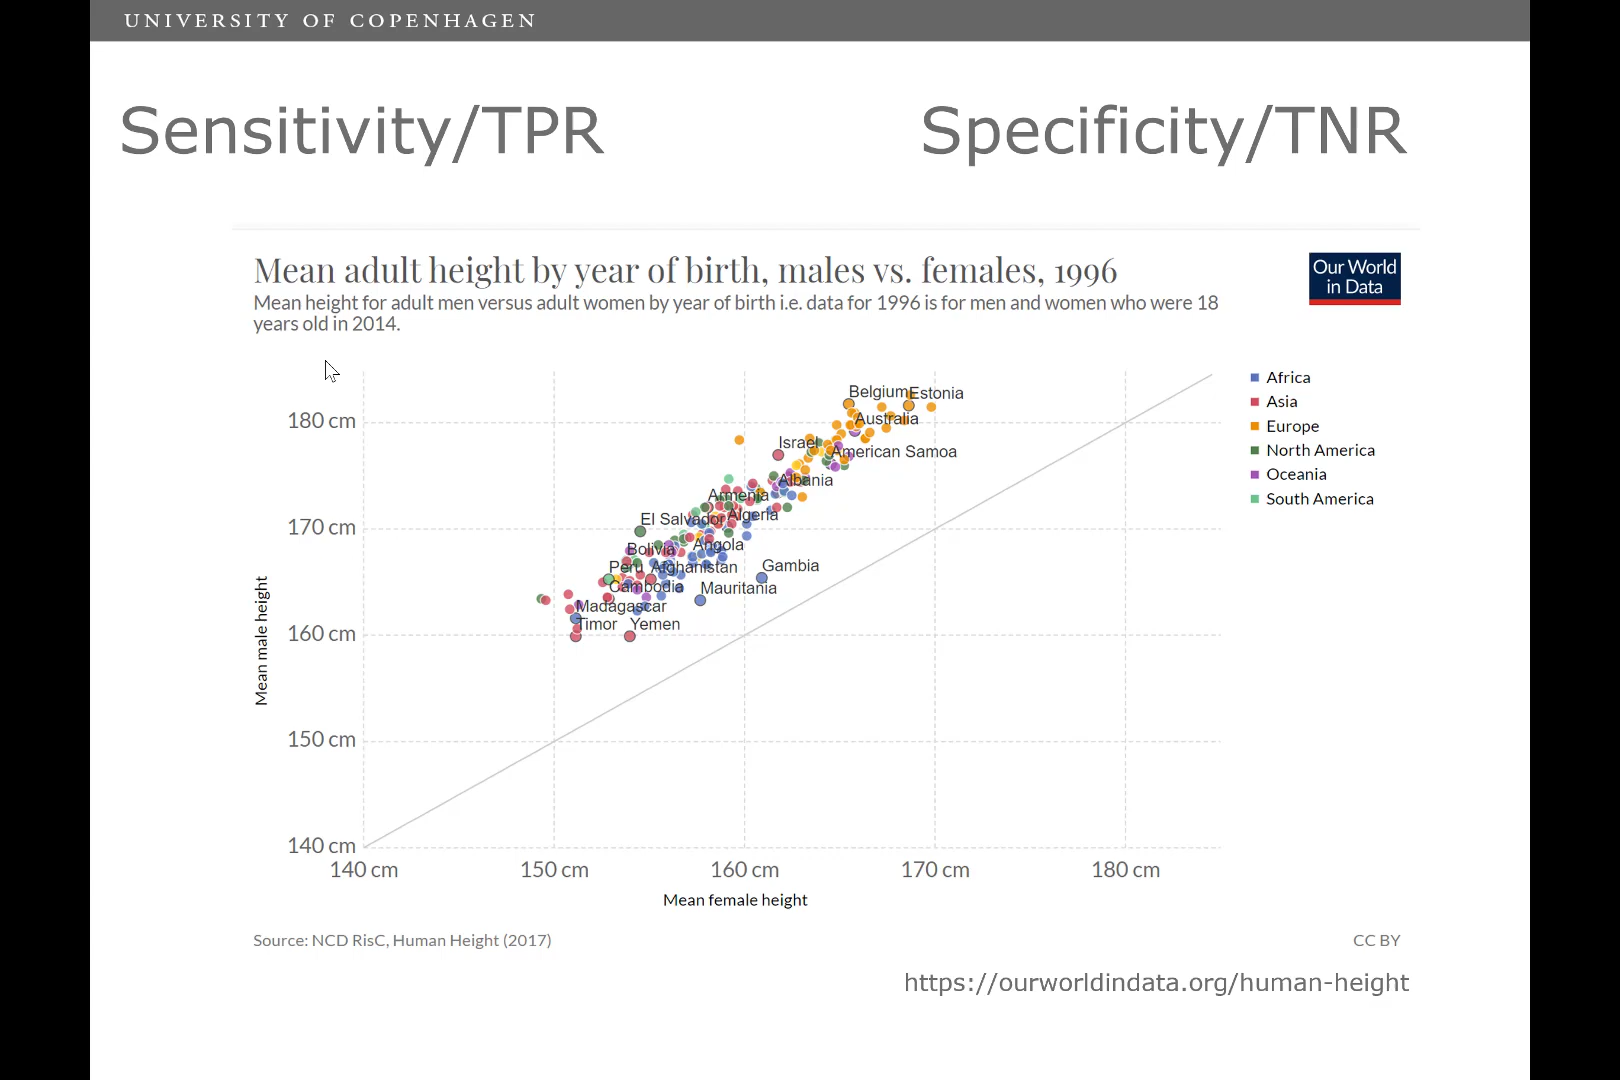 UNIVERSITY OF COPENHAGEN
Sensitivity/TPR
Specificity/TNR
Mean adult height by year of birth, males vs. females, 1996
Mean height for adult men versus adult women by year of birth i.e. data for 1996 is for men and women who were 18
years old in 2014.
Our World
in Data
Africa
Asia
Europe
North America
Oceania
South America
Belgium
Estonia
Australia
Israel
American Samoa
Albania
Armenia
Algeria
El Salvador
Angola
Bolivia
Peru
Afghanistan
Gambia
Cambodia
Mauritania
Madagascar
Timor
Yemen
180 cm
170 cm
160 cm
150 cm
140 cm
Mean male height
140 cm
150 cm
160 cm
170 cm
180 cm
Mean female height
Source: NCD RisC, Human Height (2017)
CC BY
https://ourworldindata.org/human-height